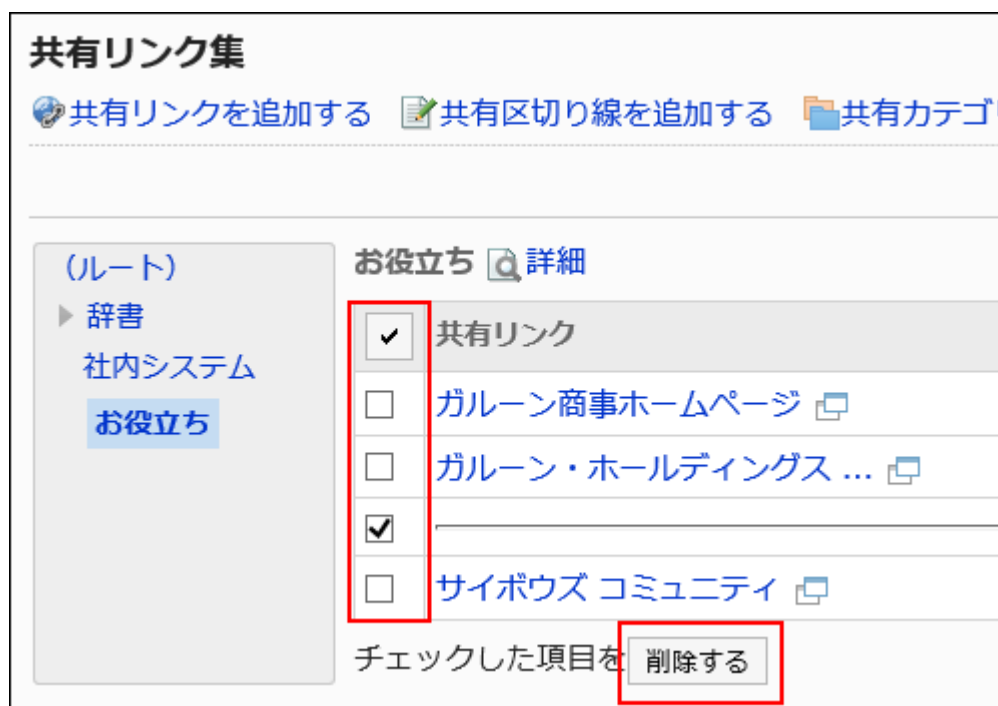 共有リンク集
共有リンクを追加する 共有区切り線を追加する 共有カテゴ
(ルート)
辞書
社内システム
お役立ち
お役立ち 詳細
共有リンク
ガルーン商事ホームページ
ガルーン・ホールディングス ...
サイボウズ コミュニティ
チェックした項目を 削除する